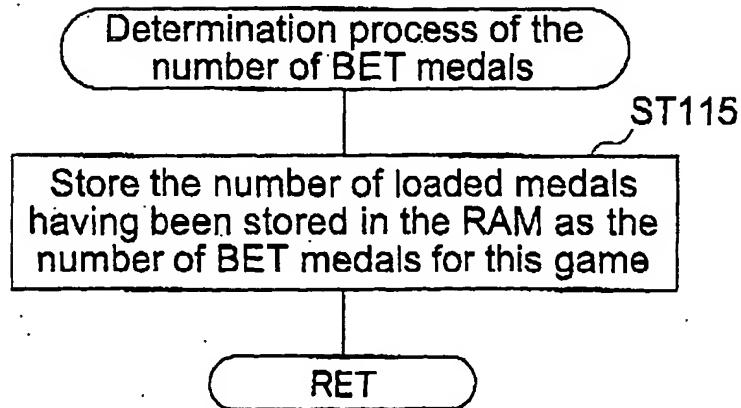 Determination process of the
number of BET medals
ST115
Store the number of loaded medals
having been stored in the RAM as the
number of BET medals for this game
RET